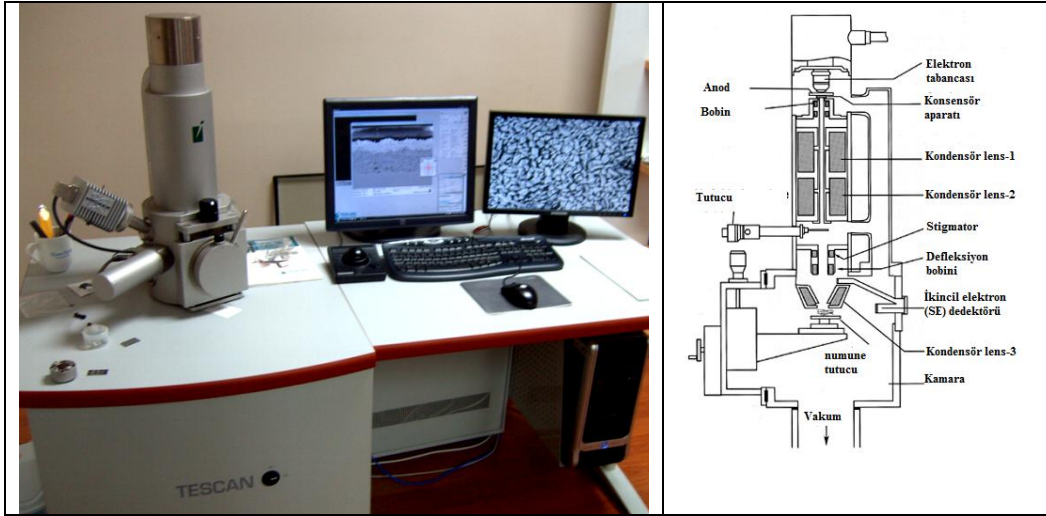 TESCAN
Elektron
tabancası
Anod
Konsensör
aparatı
Bobin
Kondensör lens-1
Kondensör lens-2
Tutucu
Stigmator
Defleksiyon
bobini
İkincil elektron
(SE) dedektörü
Kondensör lens-3
numune
tutucu
Kamara
Vakum